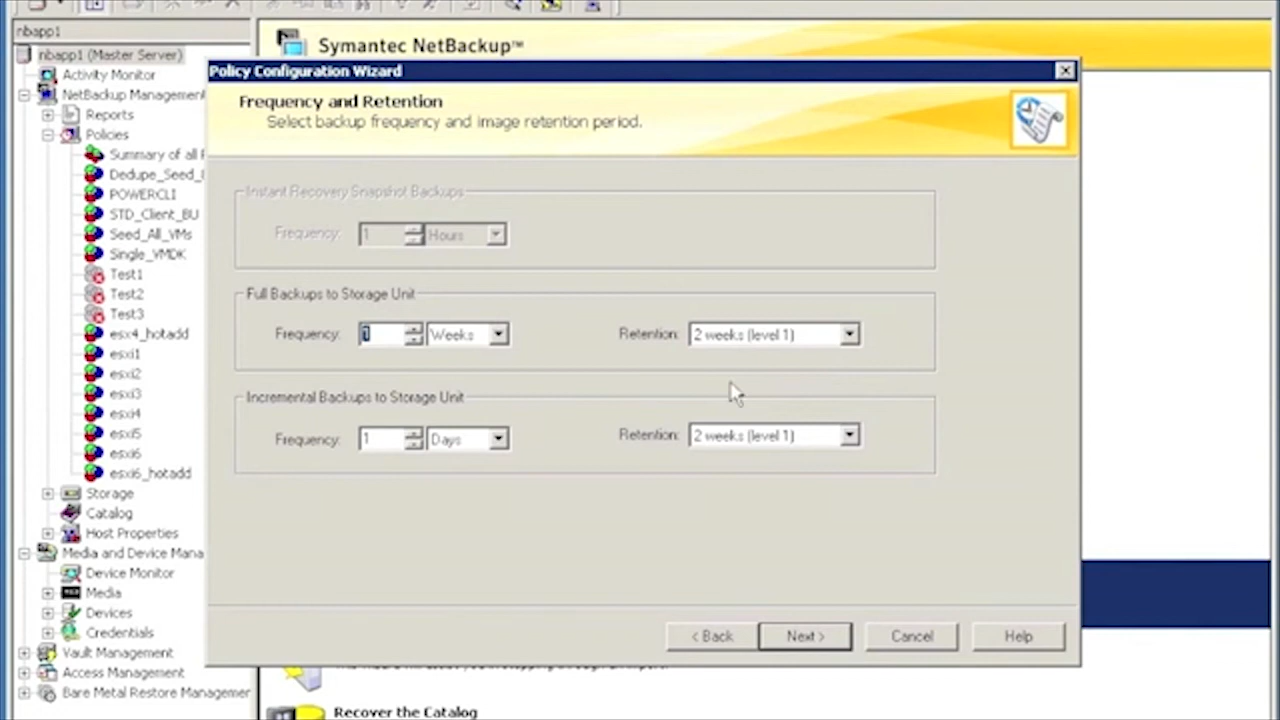 nbapp1
Symantec NetBackup™
nbapp1 (Master Server)
Activity Monitor
NetBackup Management
Reports
Policies
Summary of all
Dedupe_Seed_
POWERCLI
STD_Client_BU
Seed_All_VMs
Single_VMDK
Test1
Test2
Test3
esx4_hotadd
esxi1
esxi2
esxi3
esxi4
esxi5
esxi6
esxi6_hotadd
Storage
Catalog
Host Properties
Media and Device Mana
Device Monitor
Media
Devices
Credentials
Vault Management
Access Management
Bare Metal Restore Managemen
Policy Configuration Wizard
Frequency and Retention
Select backup frequency and image retention period.
Instant Recovery Snapshot Backups
Frequency: 1 Hours
Full Backups to Storage Unit
Frequency: 1 Weeks Retention: 2 weeks (level 1)
Incremental Backups to Storage Unit
Frequency: 1 Days Retention: 2 weeks (level 1)
< Back Next > Cancel Help
Recover the Catalog